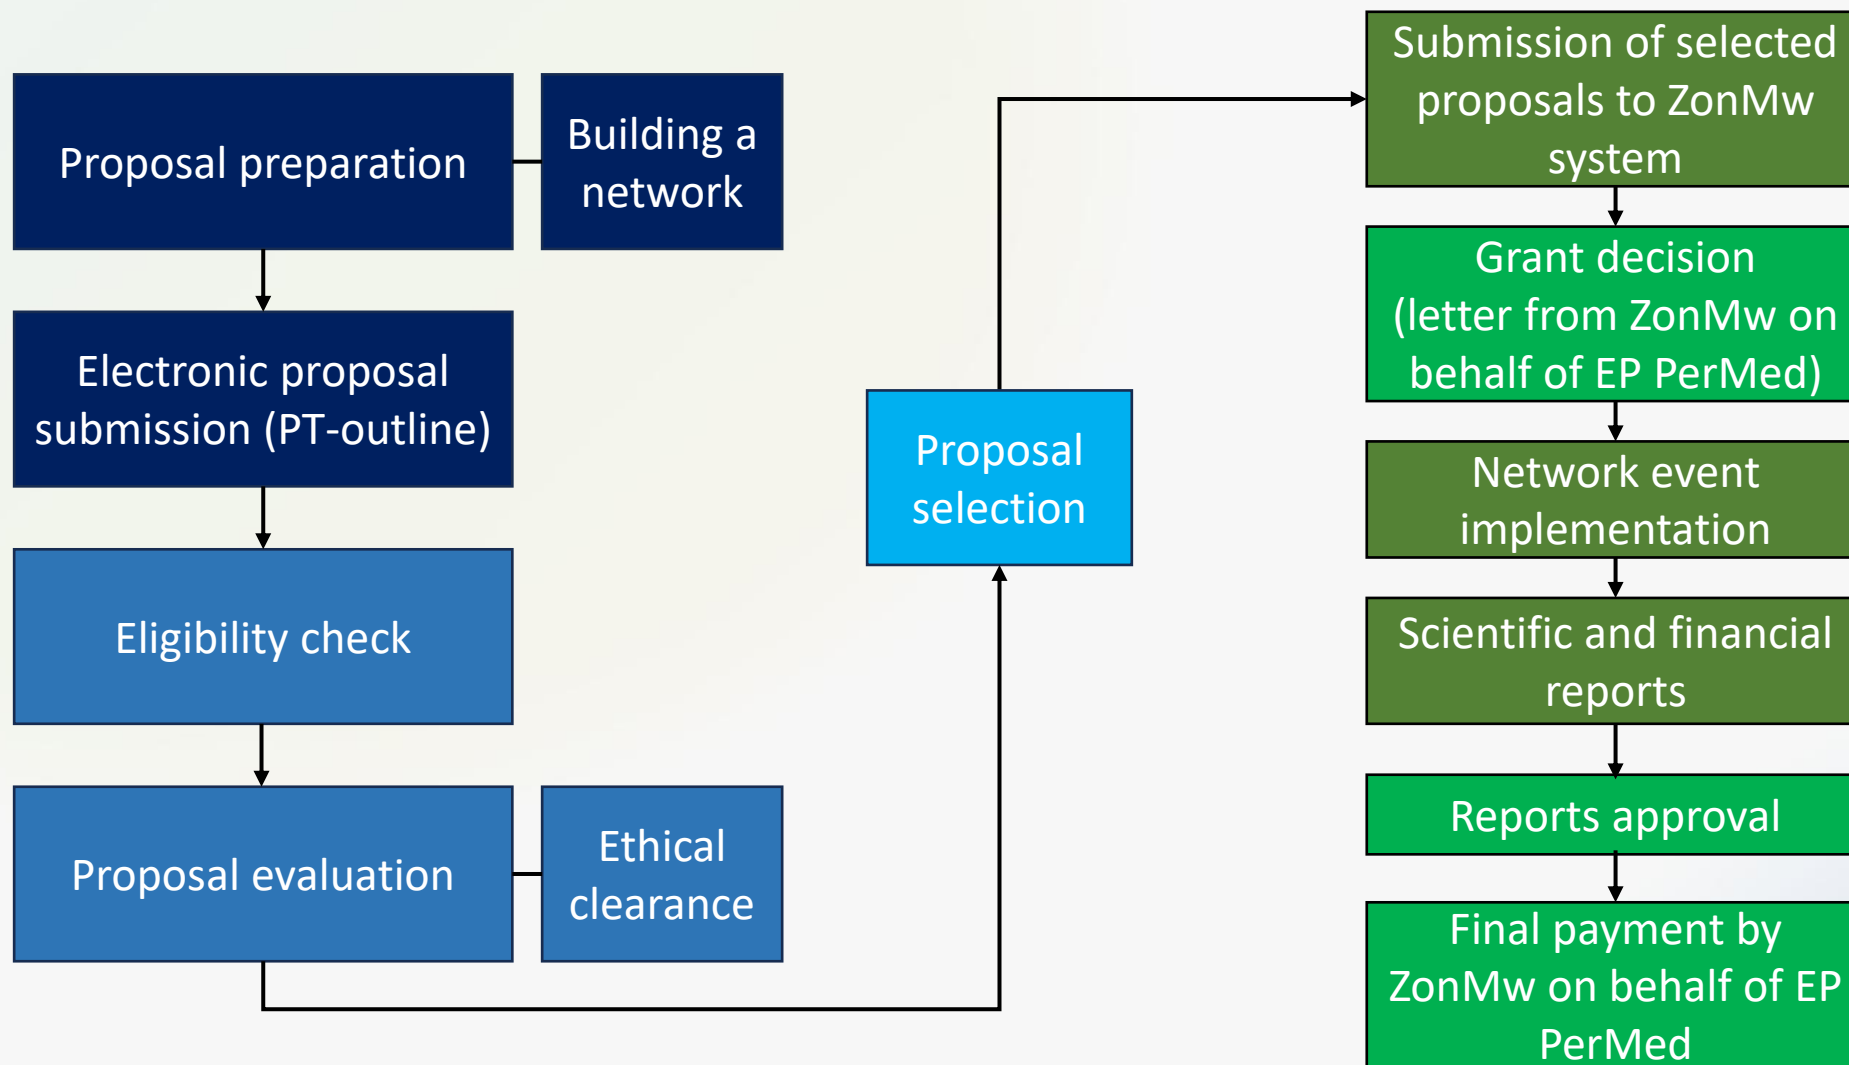 Proposal preparation
Building a
network
Electronic proposal
submission (PT-outline)
Eligibility check
Proposal evaluation
Ethical
clearance
Proposal
selection
Submission of selected
proposals to ZonMw
system
Grant decision
(letter from ZonMw on
behalf of EP PerMed)
Network event
implementation
Scientific and financial
reports
Reports approval
Final payment by
ZonMw on behalf of EP
PerMed